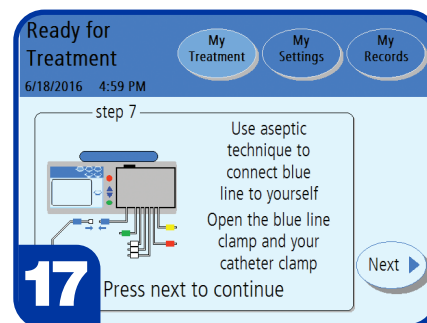 Ready for
Treatment
6/18/2016 4:59 PM
My
Treatment
My
Settings
My
Records
step 7
Use aseptic
technique to
connect blue
line to yourself
Open the blue line
clamp and your
catheter clamp
Next
17
Press next to continue